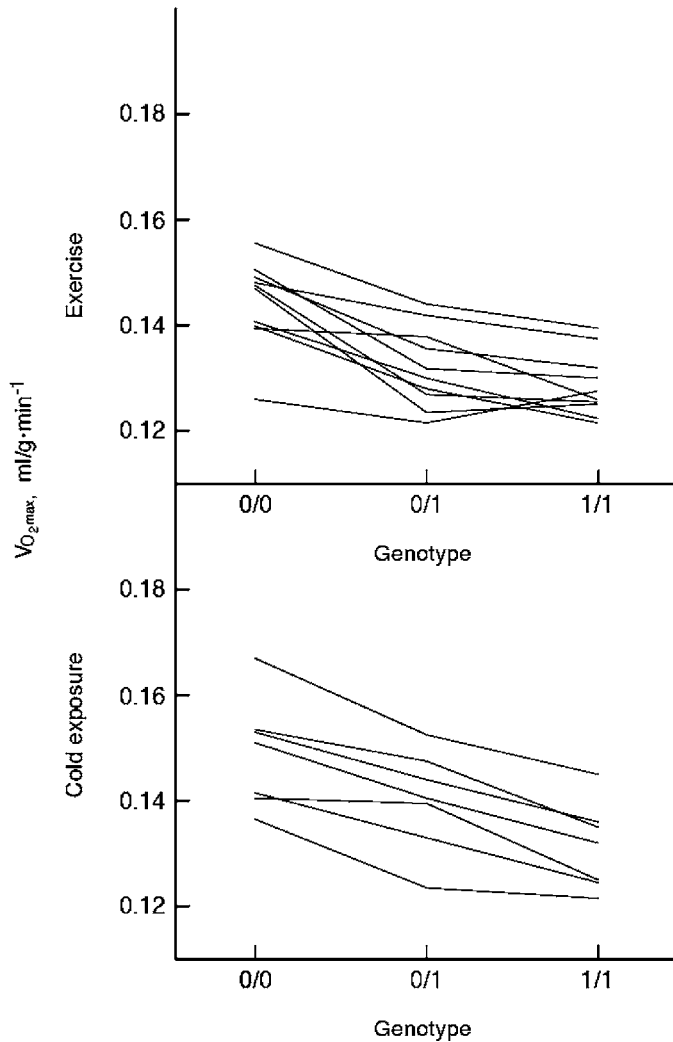 Vo₂max, ml/g·min⁻¹
Exercise
0.18
0.16
0.14
0.12
0/0 0/1 1/1
Genotype
Cold exposure
0.18
0.16
0.14
0.12
0/0 0/1 1/1
Genotype